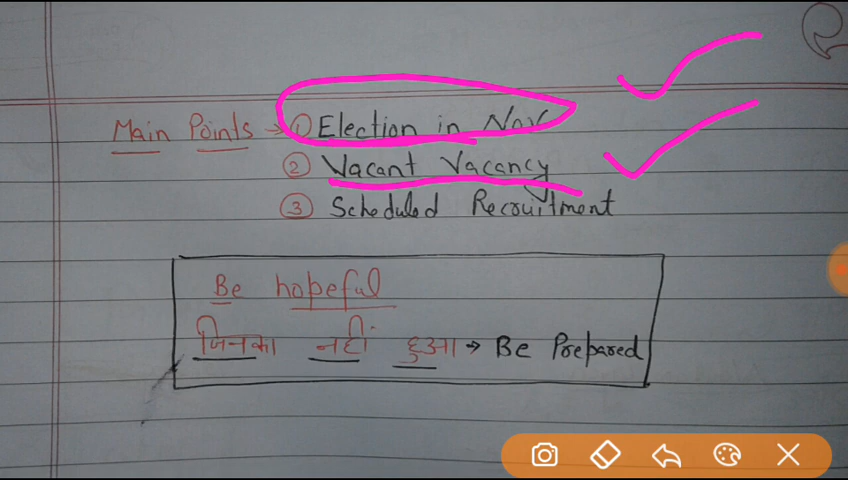 Main Points → ① Election in Nov
② Vacant Vacancy
③ Scheduled Recruitment
Be hopeful
जिनका नहीं हुआ → Be Prepared